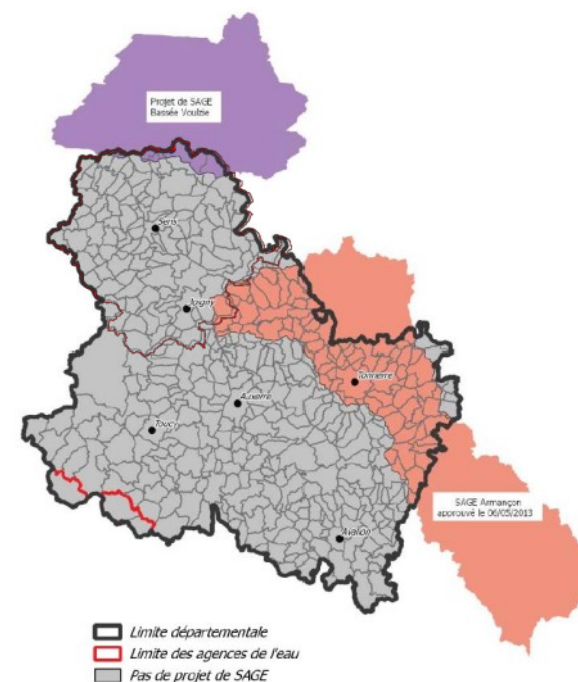 Projet de SAGE
Bassée Voulzie
Sens
Joigny
Tonnerre
Auxerre
Toucy
SAGE Armançon
approuvé le 06/05/2013
Avallon
Limite départementale
Limite des agences de l'eau
Pas de projet de SAGE